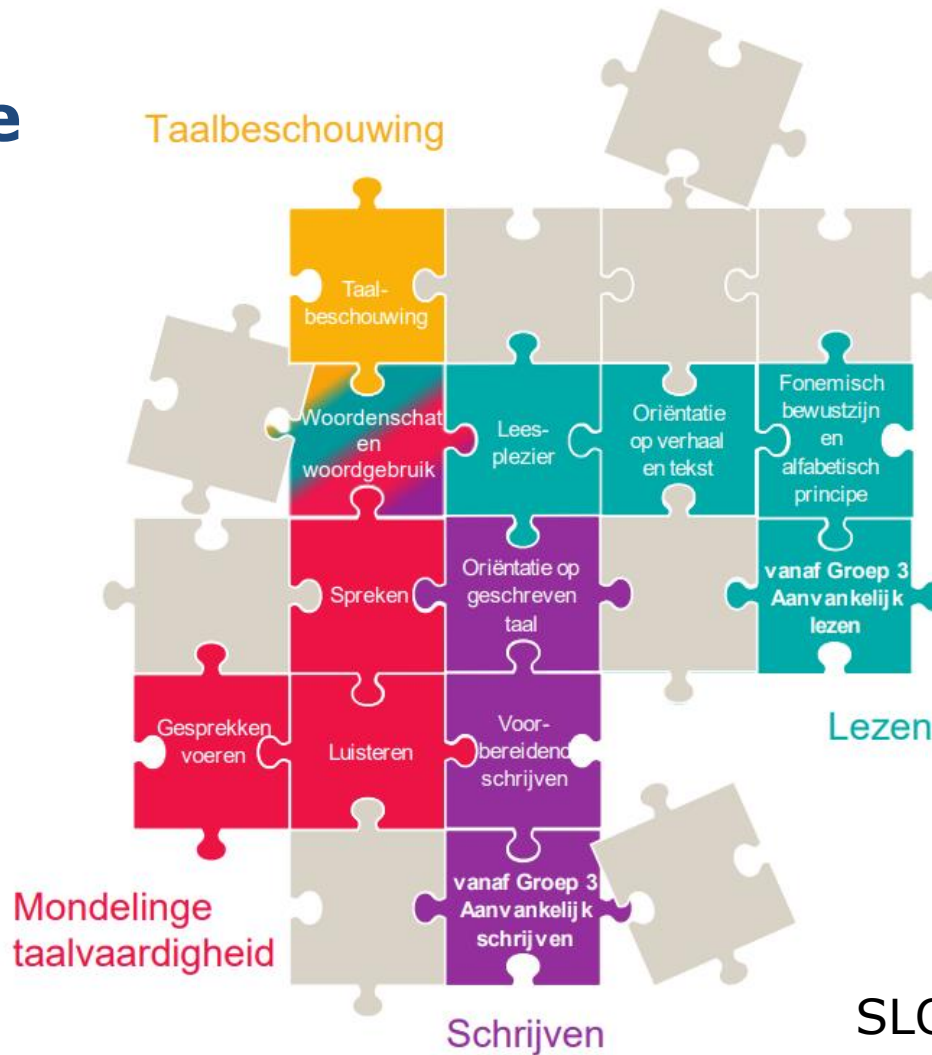 e
Taalbeschouwing
Taal-
beschouwing
Woordenschat
en
woordgebruik
Lees-
plezier
Oriëntatie
op verhaal
en tekst
Fonemisch
bewustzijn
en
alfabetisch
principe
Spreken
Oriëntatie op
geschreven
taal
vanaf Groep 3
Aanvankelijk
lezen
Gesprekken
voeren
Luisteren
Voor-
bereidend
schrijven
Lezen
vanaf Groep 3
Aanvankelijk
schrijven
Mondelinge
taalvaardigheid
Schrijven
SLO